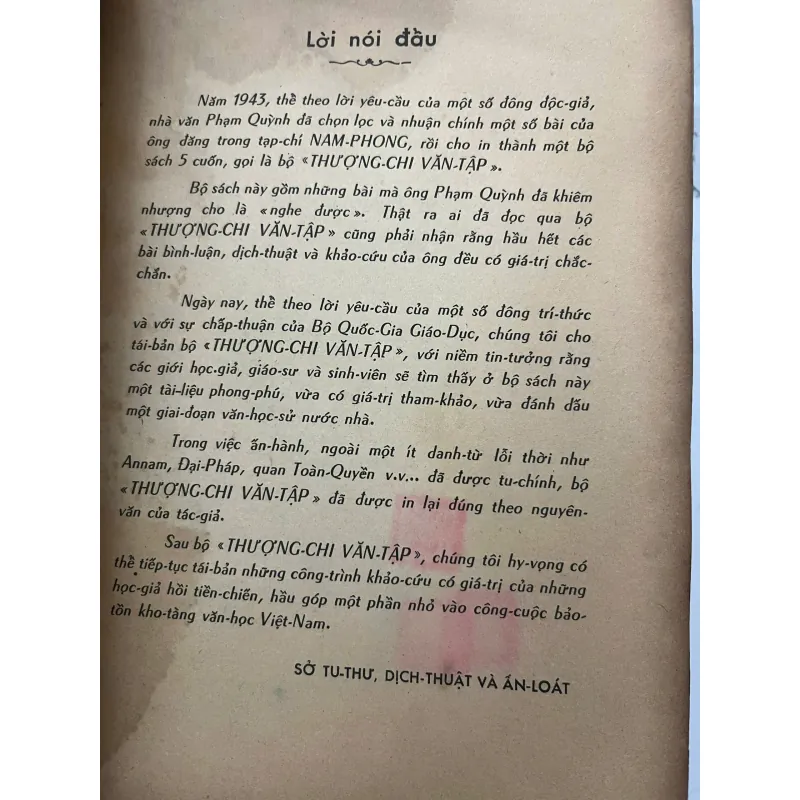 Lời nói đầu
Năm 1943, thể theo lời yêu-cầu của một số đông độc-giả,
nhà văn Phạm Quỳnh đã chọn lọc và nhuận chính một số bài của
ông đăng trong tạp-chí NAM-PHONG, rồi cho in thành một bộ
sách 5 cuốn, gọi là bộ «THƯỢNG-CHI VĂN-TẬP».
Bộ sách này gồm những bài mà ông Phạm Quỳnh đã khiêm
nhượng cho là «nghe được». Thật ra ai đã đọc qua bộ
«THƯỢNG-CHI VĂN-TẬP» cũng phải nhận rằng hầu hết các
bài bình-luận, dịch-thuật và khảo-cứu của ông đều có giá-trị chắc-
chắn.
Ngày nay, thể theo lời yêu-cầu của một số đông trí-thức
và với sự chấp-thuận của Bộ Quốc-Gia Giáo-Dục, chúng tôi cho
tái-bản bộ «THƯỢNG-CHI VĂN-TẬP», với niềm tin-tưởng rằng
các giới học-giả, giáo-sư và sinh-viên sẽ tìm thấy ở bộ sách này
một tài-liệu phong-phú, vừa có giá-trị tham-khảo, vừa đánh dấu
một giai-đoạn văn-học-sử nước nhà.
Trong việc ấn-hành, ngoài một ít danh-từ lỗi thời như
Annam, Đại-Pháp, quan Toàn-Quyền v.v... đã được tu-chính, bộ
«THƯỢNG-CHI VĂN-TẬP» đã được in lại đúng theo nguyên-
văn của tác-giả.
Sau bộ «THƯỢNG-CHI VĂN-TẬP», chúng tôi hy-vọng có
thể tiếp-tục tái-bản những công-trình khảo-cứu có giá-trị của những
học-giả hồi tiền-chiến, hầu góp một phần nhỏ vào công-cuộc bảo-
tồn kho-tàng văn-học Việt-Nam.
SỞ TU-THƯ, DỊCH-THUẬT VÀ ẤN-LOÁT